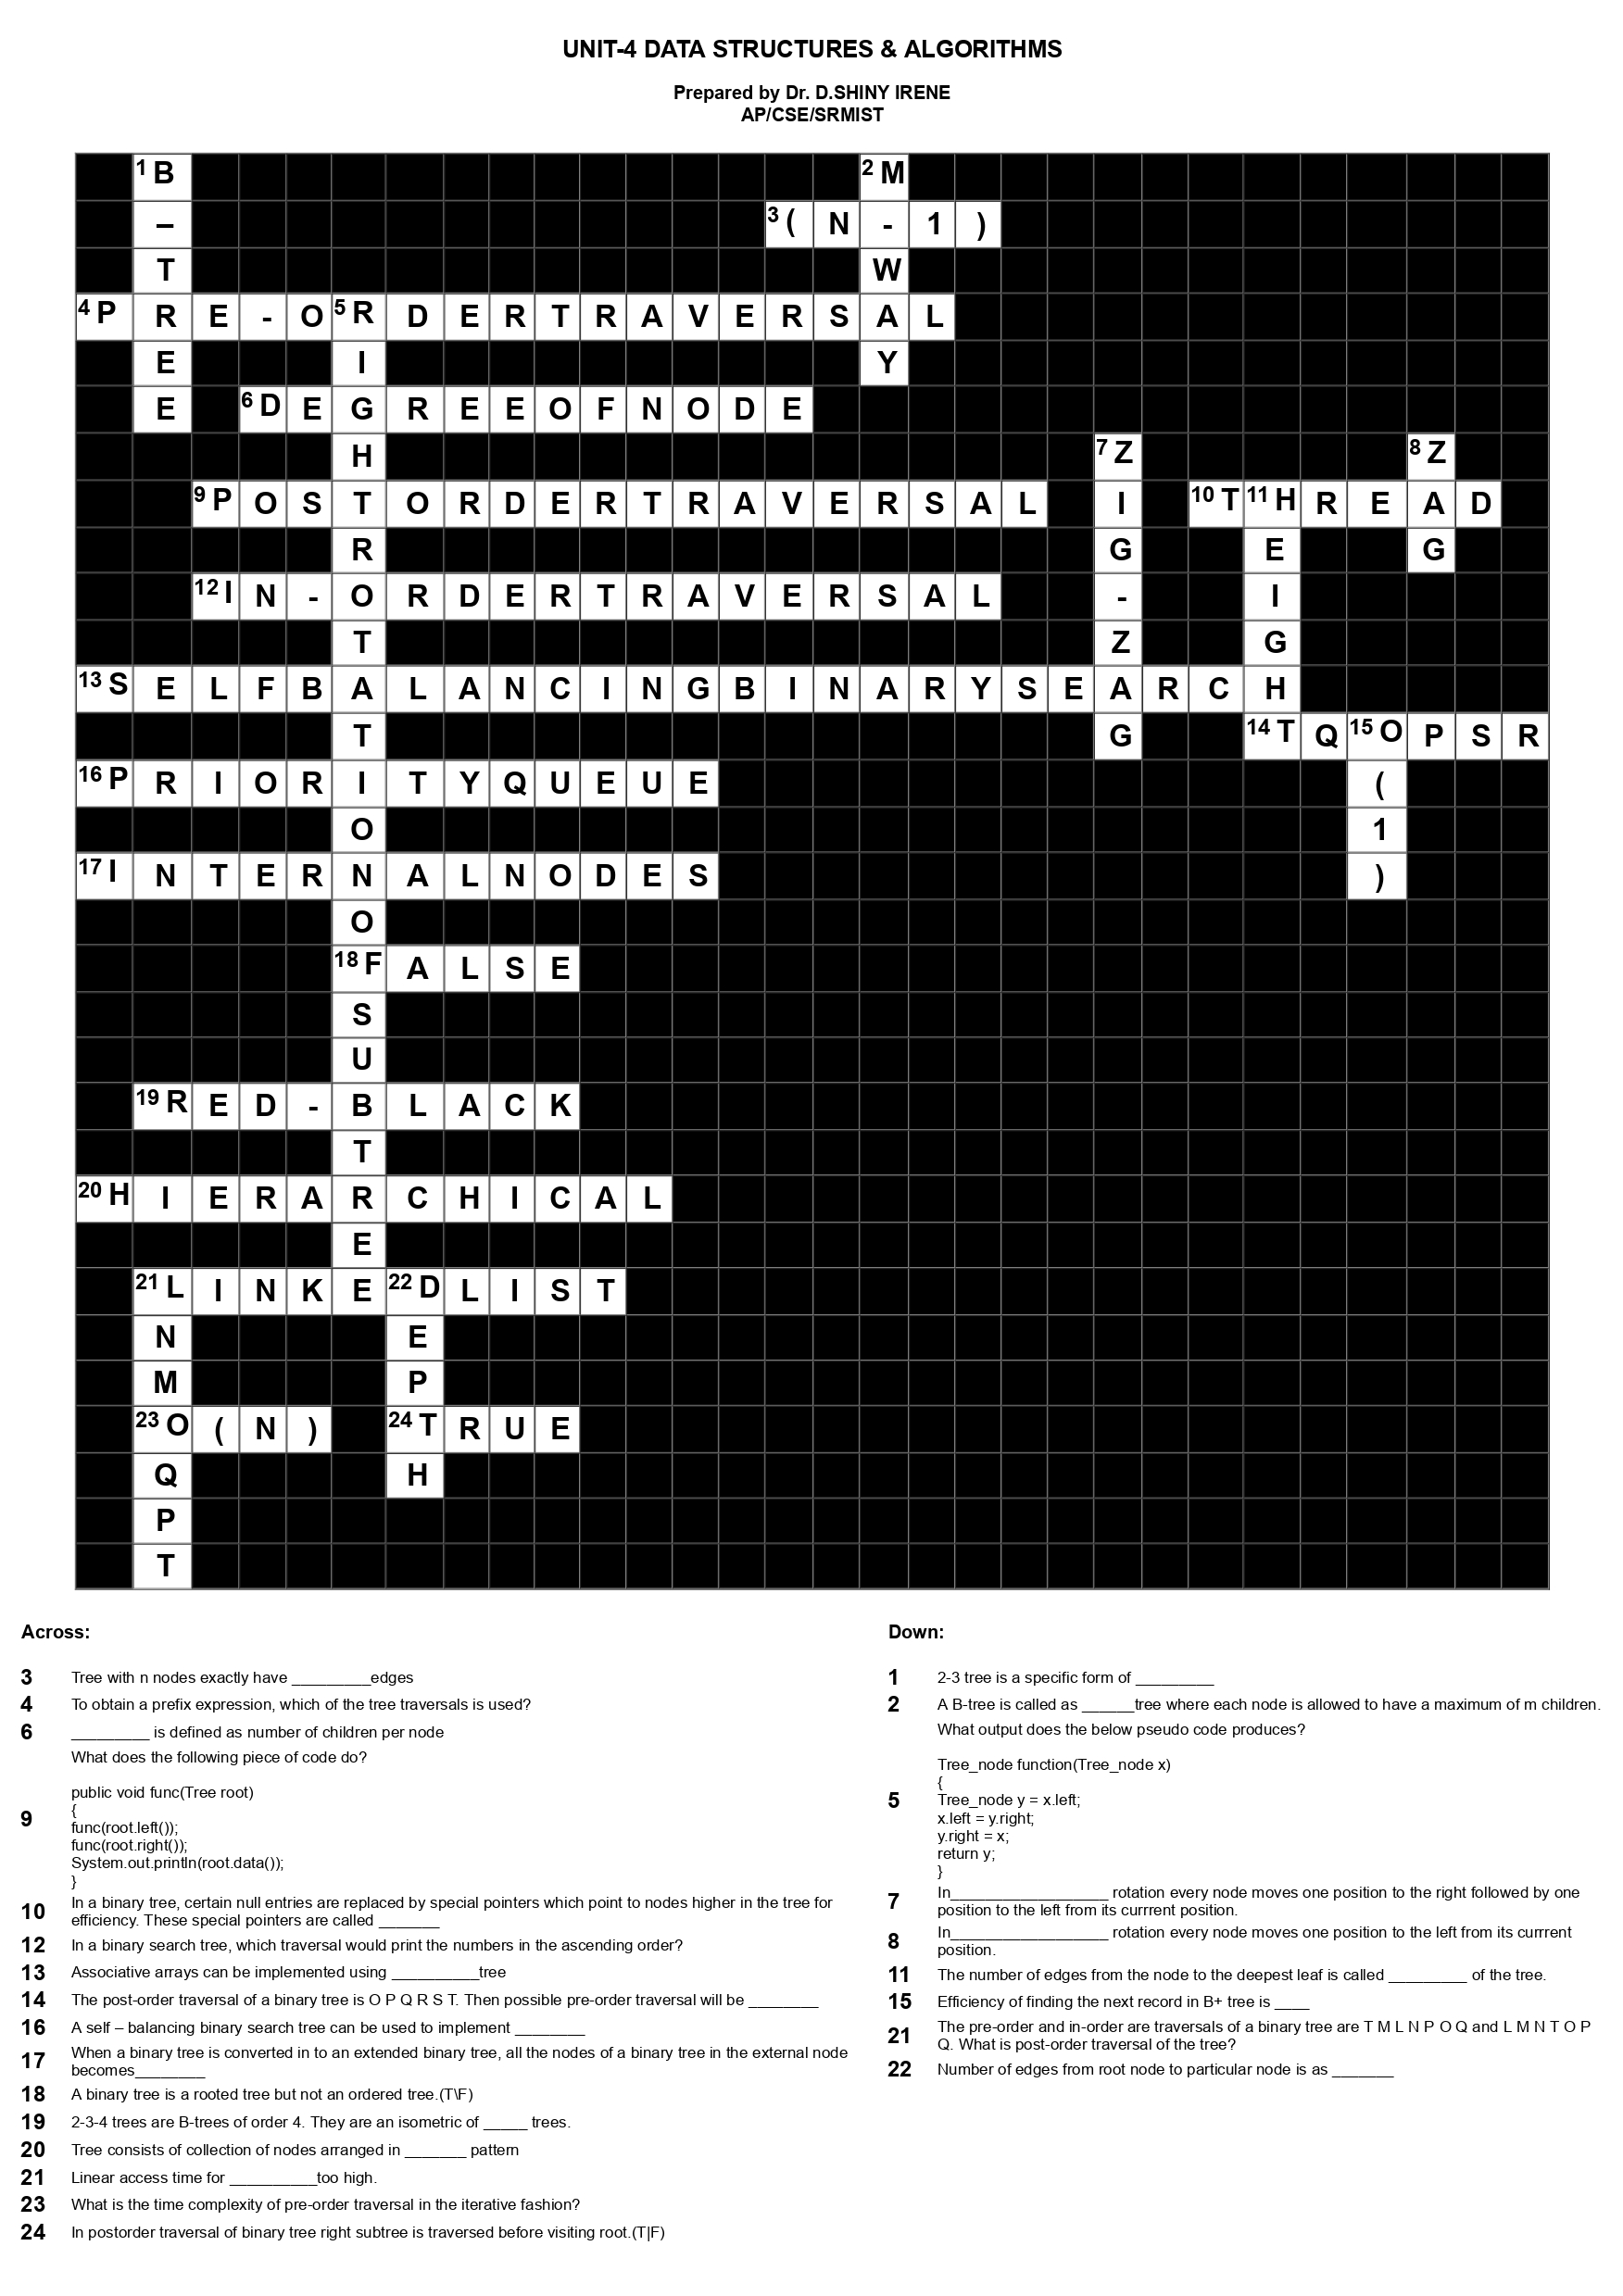 UNIT-4 DATA STRUCTURES & ALGORITHMS
Prepared by Dr. D.SHINY IRENE
AP/CSE/SRMIST
1 B 2 M
– 3 ( N - 1 )
T W
4 P R E - O 5 R D E R T R A V E R S A L
E I Y
E 6 D E G R E E O F N O D E
H 7 Z 8 Z
9 P O S T O R D E R T R A V E R S A L I 10 T 11 H R E A D
R G E G
12 I N - O R D E R T R A V E R S A L - I
T Z G
13 S E L F B A L A N C I N G B I N A R Y S E A R C H
T G 14 T Q 15 O P S R
16 P R I O R I T Y Q U E U E (
O 1
17 I N T E R N A L N O D E S )
O
18 F A L S E
S
U
19 R E D - B L A C K
T
20 H I E R A R C H I C A L
E
21 L I N K E 22 D L I S T
N E
M P
23 O ( N ) 24 T R U E
Q H
P
T
Across:
3 Tree with n nodes exactly have _________edges
4 To obtain a prefix expression, which of the tree traversals is used?
6 _________ is defined as number of children per node
What does the following piece of code do?
public void func(Tree root)
{
9 func(root.left());
func(root.right());
System.out.println(root.data());
}
10 In a binary tree, certain null entries are replaced by special pointers which point to nodes higher in the tree for
efficiency. These special pointers are called _______
12 In a binary search tree, which traversal would print the numbers in the ascending order?
13 Associative arrays can be implemented using __________tree
14 The post-order traversal of a binary tree is O P Q R S T. Then possible pre-order traversal will be ________
16 A self – balancing binary search tree can be used to implement ________
17 When a binary tree is converted in to an extended binary tree, all the nodes of a binary tree in the external node
becomes________
18 A binary tree is a rooted tree but not an ordered tree.(T\F)
19 2-3-4 trees are B-trees of order 4. They are an isometric of _____ trees.
20 Tree consists of collection of nodes arranged in _______ pattern
21 Linear access time for __________too high.
23 What is the time complexity of pre-order traversal in the iterative fashion?
24 In postorder traversal of binary tree right subtree is traversed before visiting root.(T|F)
Down:
1 2-3 tree is a specific form of _________
2 A B-tree is called as ______tree where each node is allowed to have a maximum of m children.
What output does the below pseudo code produces?
Tree_node function(Tree_node x)
{
5 Tree_node y = x.left;
x.left = y.right;
y.right = x;
return y;
}
7 In__________________ rotation every node moves one position to the right followed by one
position to the left from its currrent position.
8 In__________________ rotation every node moves one position to the left from its currrent
position.
11 The number of edges from the node to the deepest leaf is called _________ of the tree.
15 Efficiency of finding the next record in B+ tree is ____
21 The pre-order and in-order are traversals of a binary tree are T M L N P O Q and L M N T O P
Q. What is post-order traversal of the tree?
22 Number of edges from root node to particular node is as _______